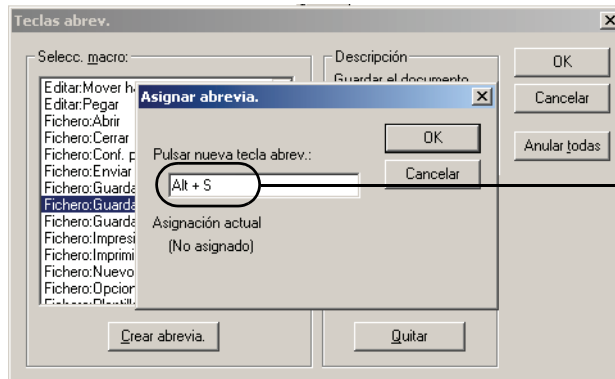 Teclas abrev.
Selecc. macro:
Descripción
Guardar el documento
OK
Cancelar
Anular todas
Editar:Mover h
Editar:Pegar
Fichero:Abrir
Fichero:Cerrar
Fichero:Conf. p
Fichero:Enviar
Fichero:Guarda
Fichero:Guarda
Fichero:Guarda
Fichero:Impresi
Fichero:Imprimi
Fichero:Nuevo
Fichero:Opcion
Fichero:Plantill
Asignar abrevia.
Pulsar nueva tecla abrev.:
Alt + S
Asignación actual
(No asignado)
OK
Cancelar
Crear abrevia.
Quitar